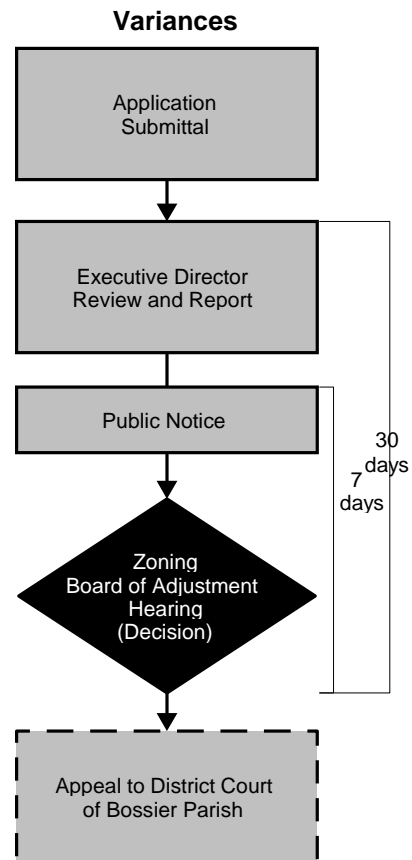 Variances
Application
Submittal
Executive Director
Review and Report
Public Notice
30
days
7
days
Zoning
Board of Adjustment
Hearing
(Decision)
Appeal to District Court
of Bossier Parish